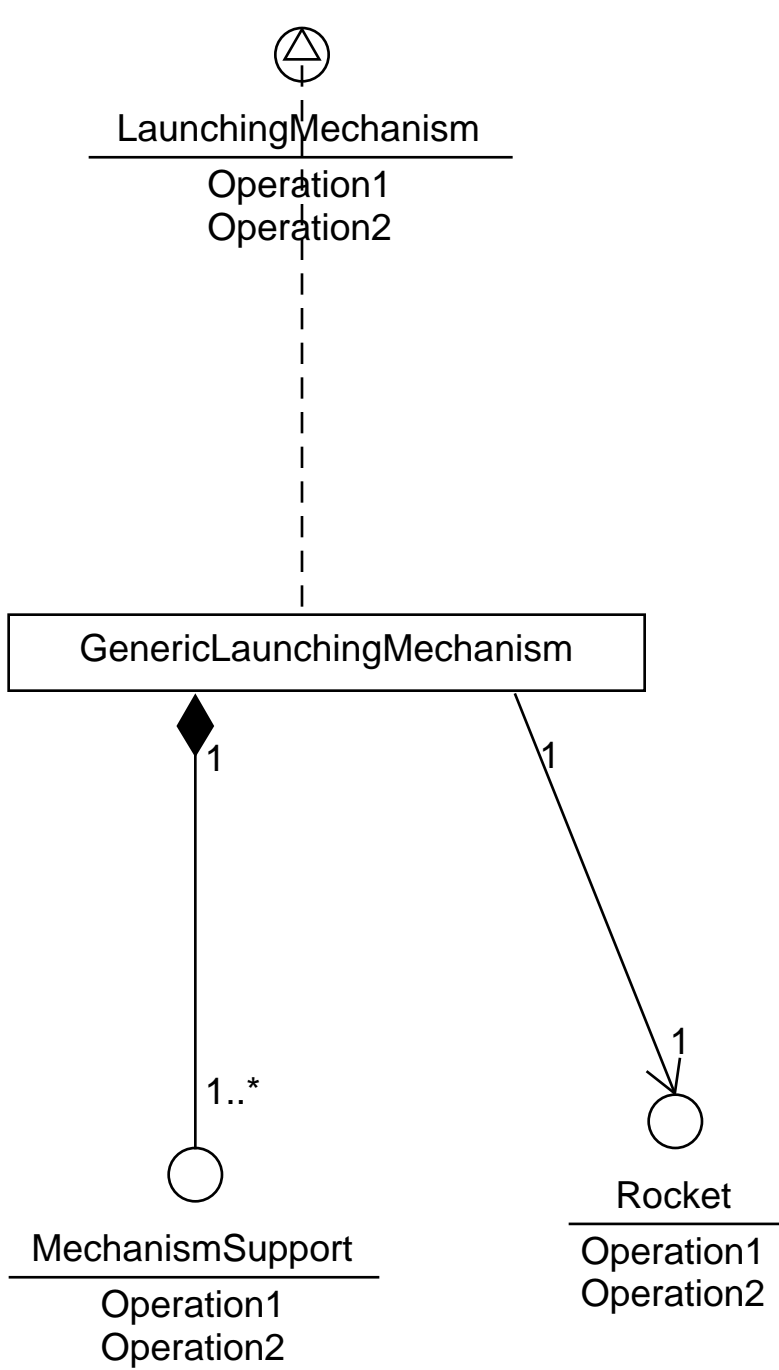 LaunchingMechanism
Operation1
Operation2
GenericLaunchingMechanism
1
1
1
1..*
Rocket
MechanismSupport
Operation1
Operation2
Operation1
Operation2